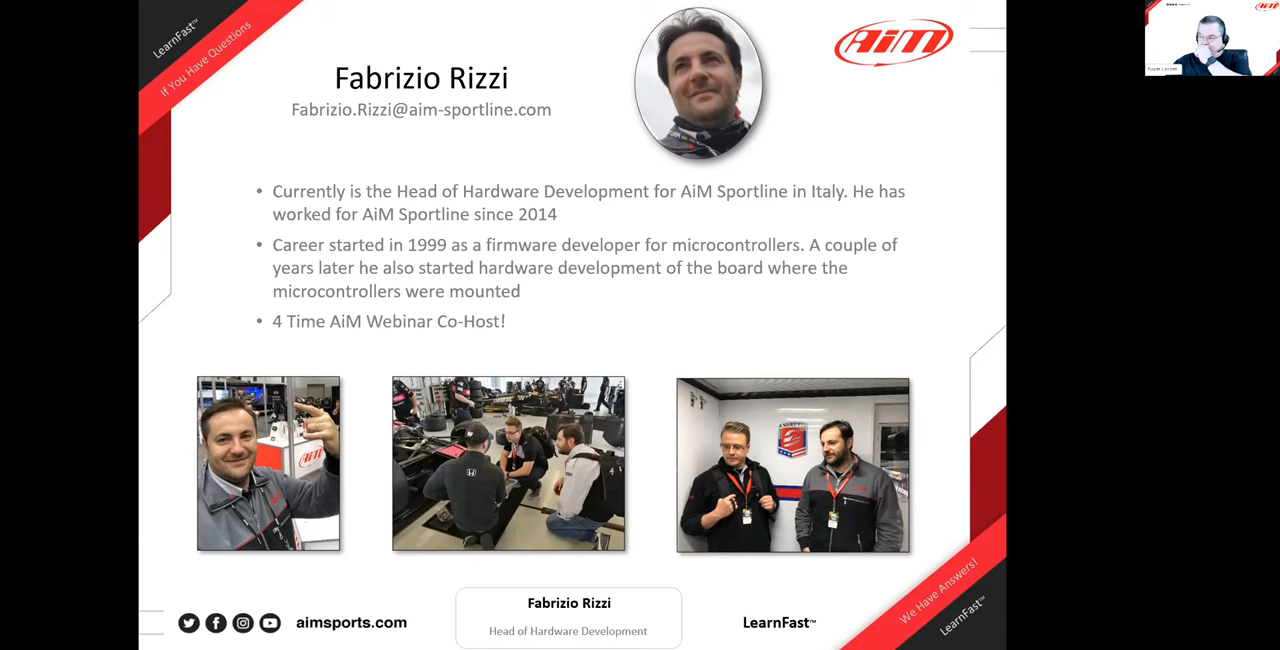 LearnFast™
If You Have Questions
AiM
Fabrizio Rizzi
Fabrizio.Rizzi@aim-sportline.com
• Currently is the Head of Hardware Development for AiM Sportline in Italy. He has
worked for AiM Sportline since 2014
• Career started in 1999 as a firmware developer for microcontrollers. A couple of
years later he also started hardware development of the board where the
microcontrollers were mounted
• 4 Time AiM Webinar Co-Host!
AiM
aimsports.com
Fabrizio Rizzi
Head of Hardware Development
LearnFast™
We Have Answers!
LearnFast™